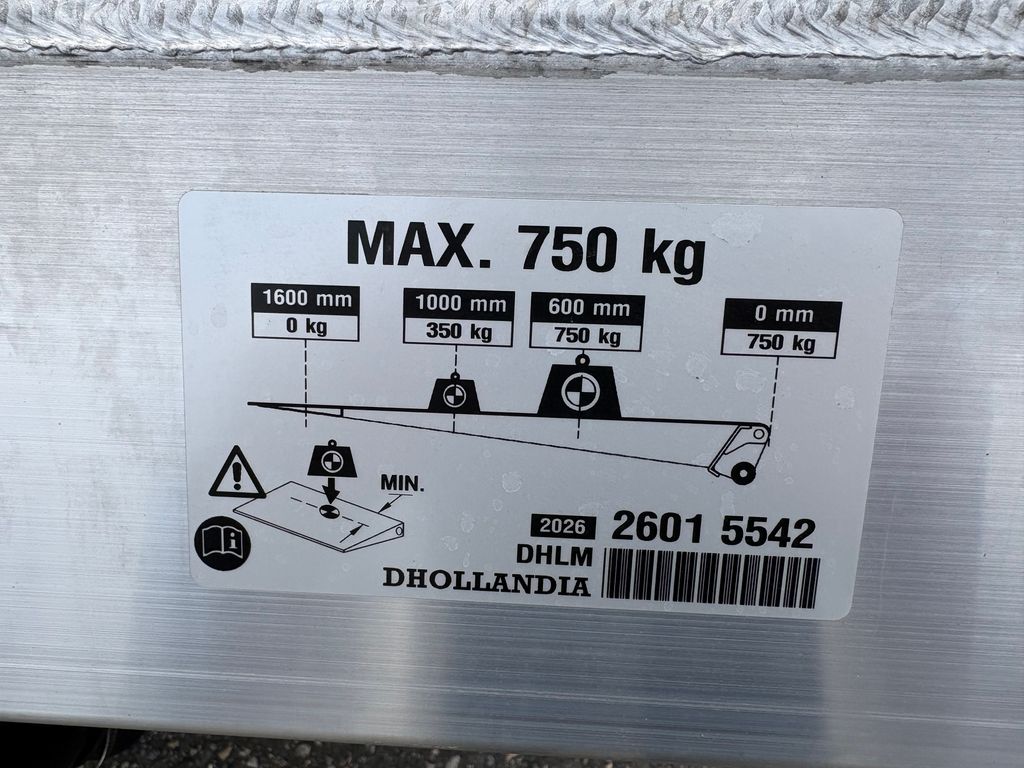 MAX. 750 kg
1600 mm
0 kg
1000 mm
350 kg
600 mm
750 kg
0 mm
750 kg
MIN.
2026 2601 5542
DHLM
DHOLLANDIA